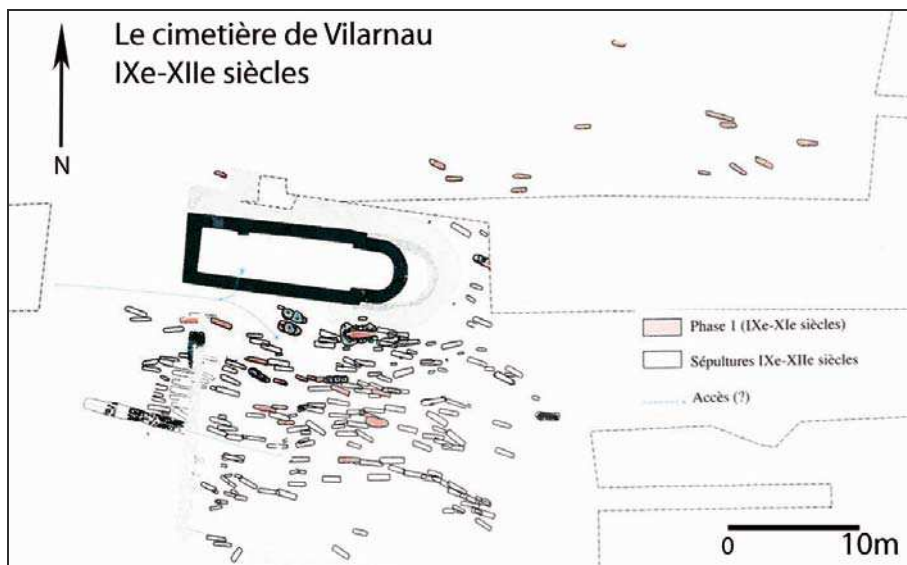 Le cimetière de Vilarnau
IXe-XIIe siècles
N
Phase 1 (IXe-XIe siècles)
Sépultures IXe-XIIe siècles
Accès (?)
0
10m